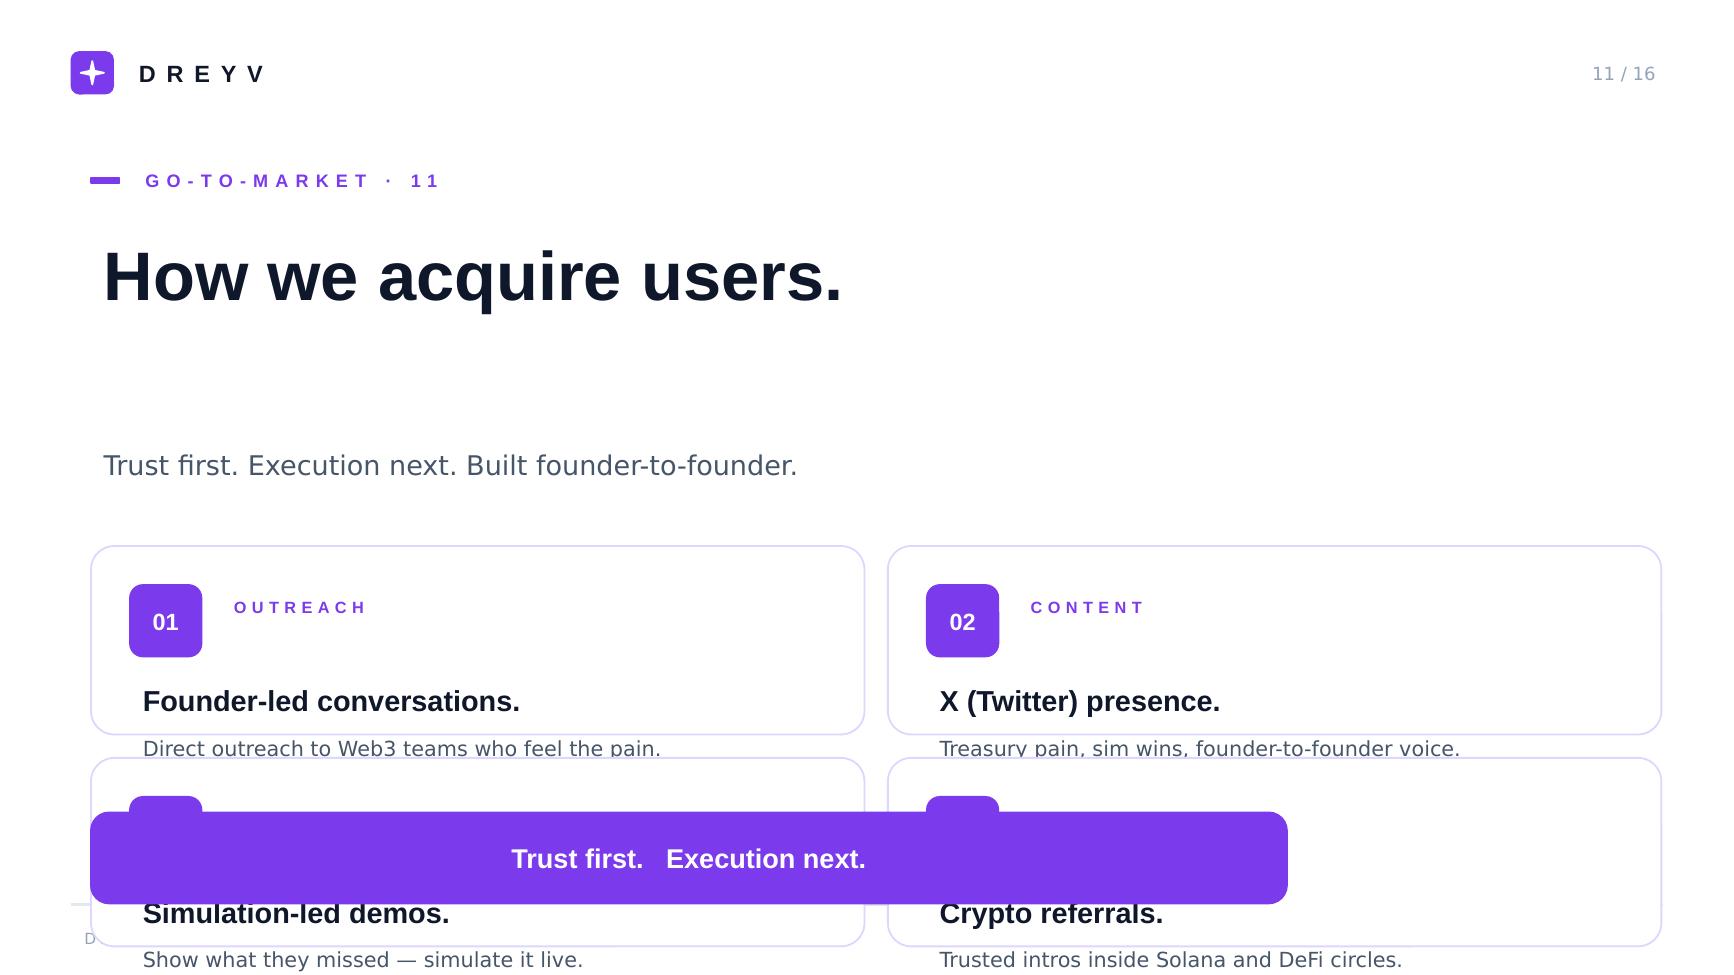 DREYV
11 / 16
GO-TO-MARKET · 11
How we acquire users.
Trust first. Execution next. Built founder-to-founder.
01
OUTREACH
Founder-led conversations.
Direct outreach to Web3 teams who feel the pain.
02
CONTENT
X (Twitter) presence.
Treasury pain, sim wins, founder-to-founder voice.
Trust first. Execution next.
Simulation-led demos.
Show what they missed — simulate it live.
Crypto referrals.
Trusted intros inside Solana and DeFi circles.
D